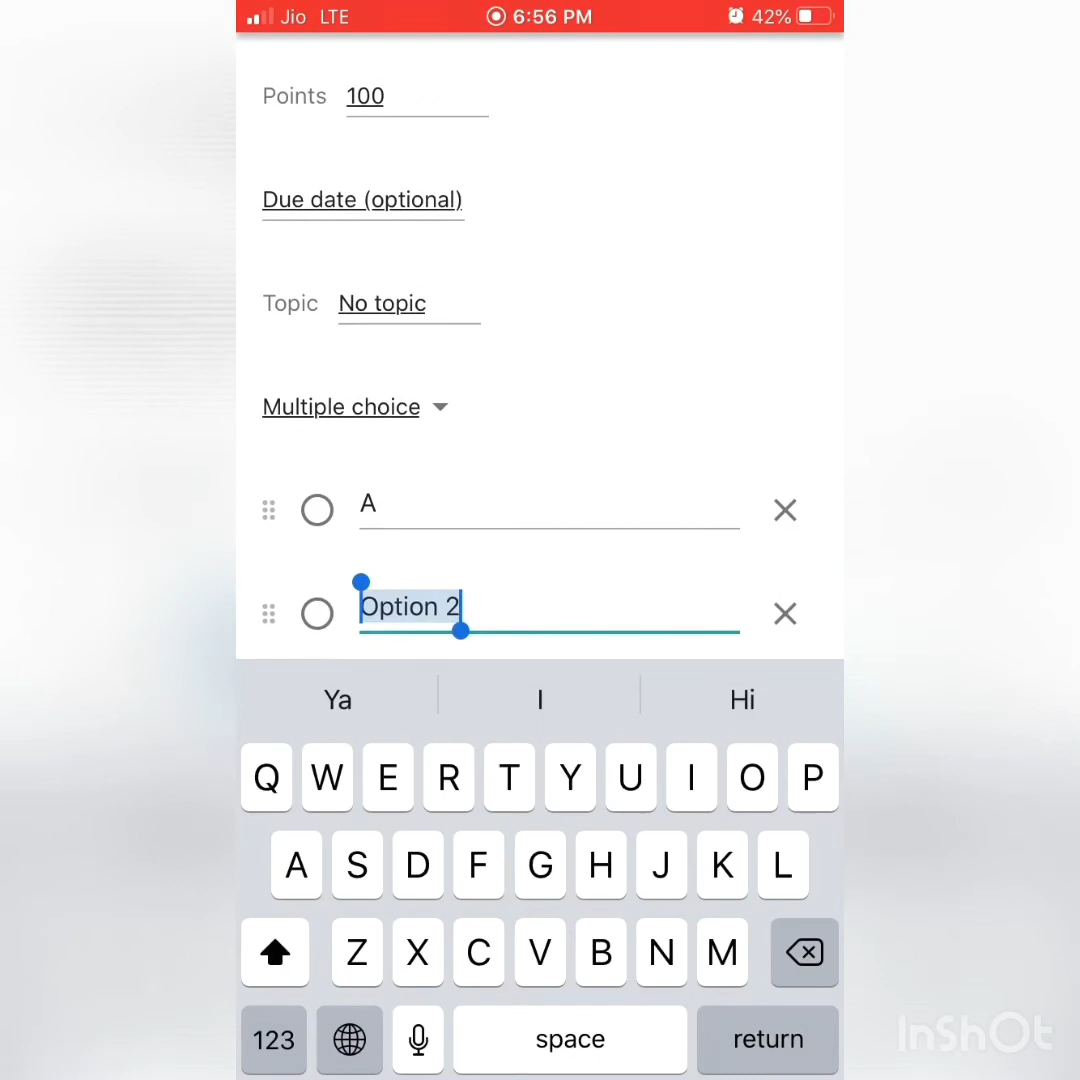 Jio LTE 6:56 PM 42%
Points 100
Due date (optional)
Topic No topic
Multiple choice
A
Option 2
Ya I Hi
Q W E R T Y U I O P
A S D F G H J K L
Z X C V B N M
123 space return
InShOt